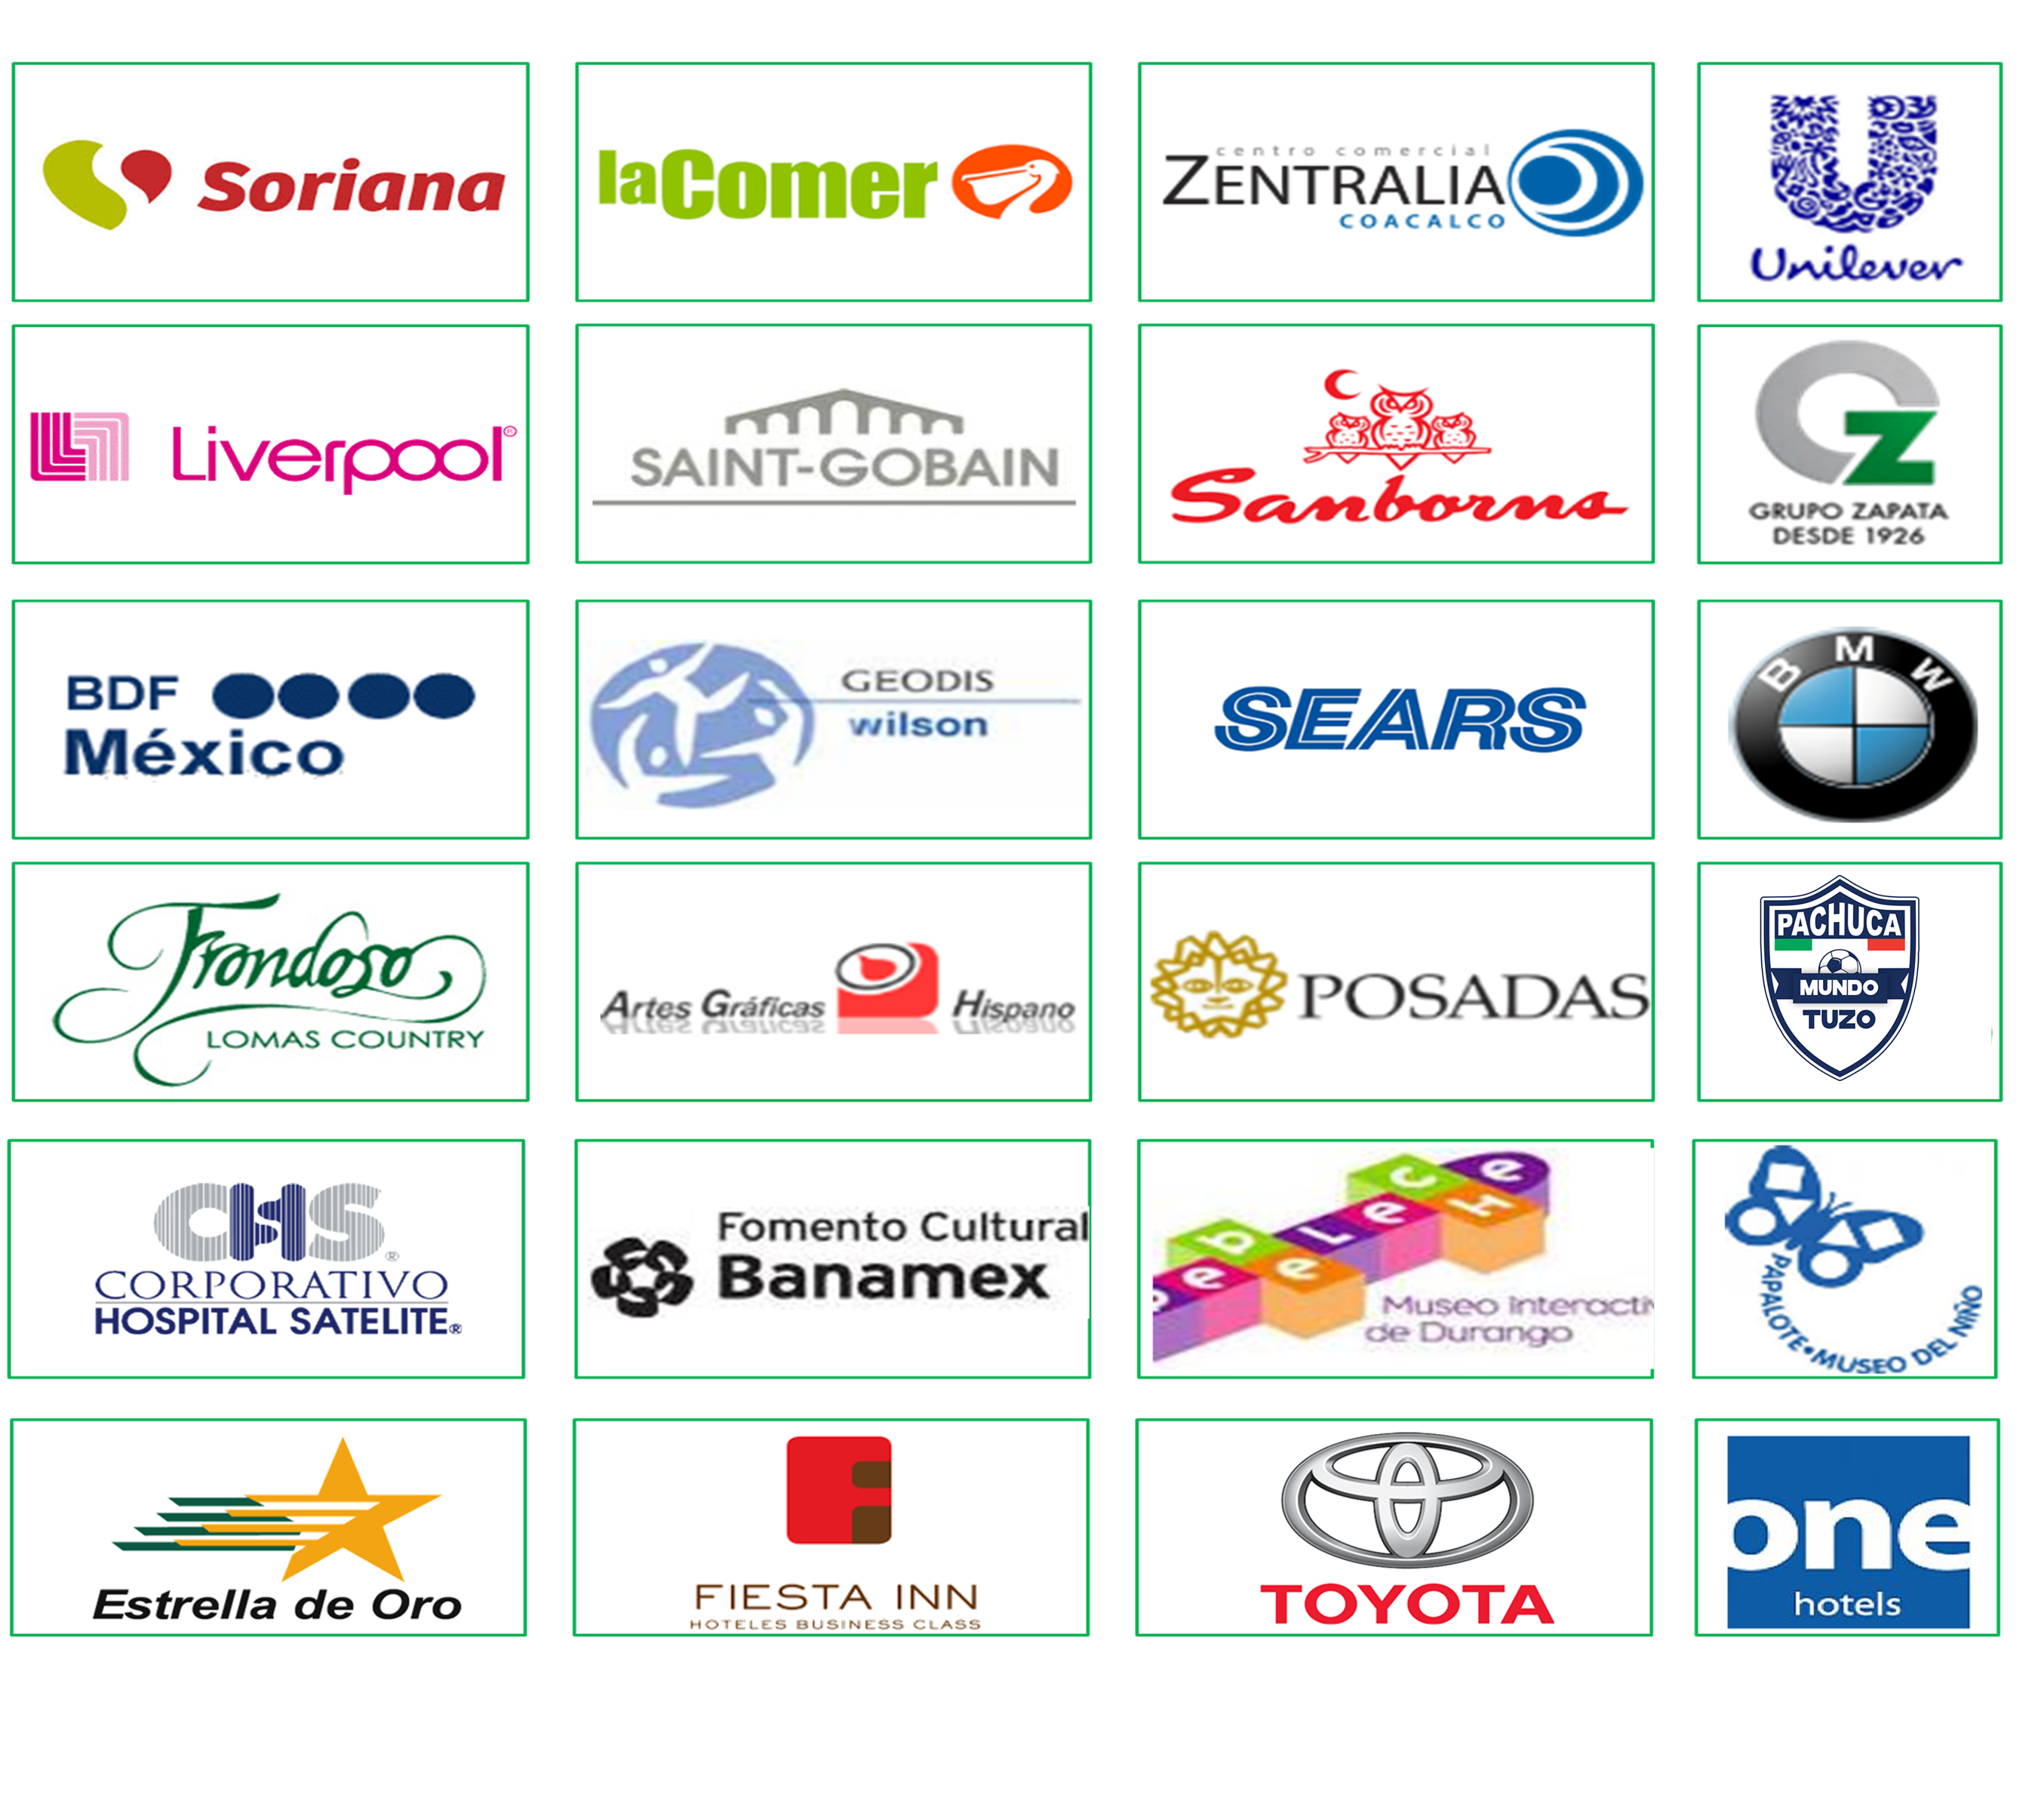 Soriana
laComer
centro comercial
ZENTRALIA
COACALCO
Unilever
Liverpool®
SAINT-GOBAIN
Sanborns
GZ
GRUPO ZAPATA
DESDE 1926
BDF
México
GEODIS
wilson
SEARS
BMW
Frondoso
LOMAS COUNTRY
Artes Gráficas Hispano
POSADAS
PACHUCA
MUNDO
TUZO
CHS®
CORPORATIVO
HOSPITAL SATELITE®
Fomento Cultural
Banamex
bebeleche
Museo Interacti
de Durango
PAPALOTE•MUSEO DEL NIÑO
Estrella de Oro
FIESTA INN
HOTELES BUSINESS CLASS
TOYOTA
one
hotels